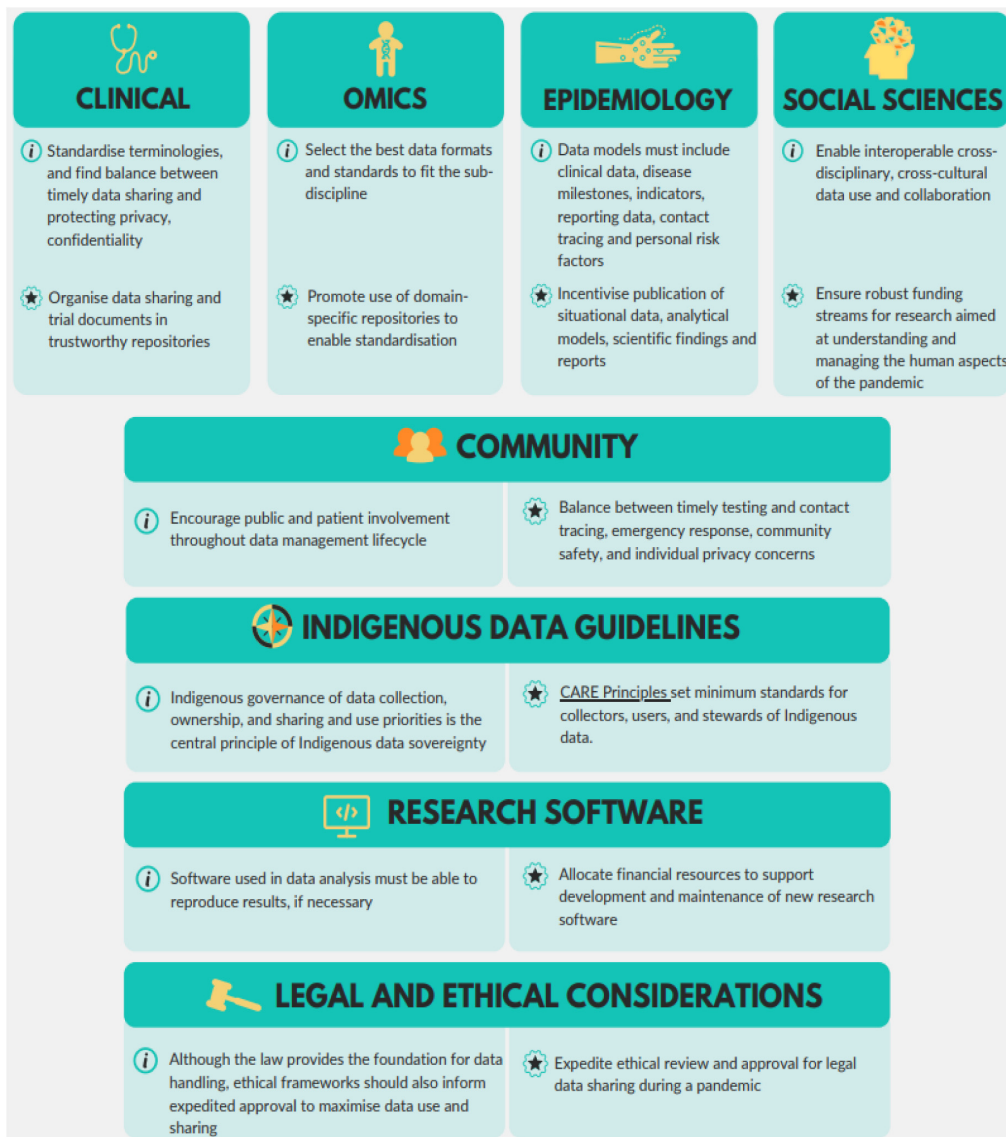 CLINICAL
Standardise terminologies,
and find balance between
timely data sharing and
protecting privacy,
confidentiality
Organise data sharing and
trial documents in
trustworthy repositories
OMICS
Select the best data formats
and standards to fit the sub-
discipline
Promote use of domain-
specific repositories to
enable standardisation
EPIDEMIOLOGY
Data models must include
clinical data, disease
milestones, indicators,
reporting data, contact
tracing and personal risk
factors
Incentivise publication of
situational data, analytical
models, scientific findings and
reports
SOCIAL SCIENCES
Enable interoperable cross-
disciplinary, cross-cultural
data use and collaboration
Ensure robust funding
streams for research aimed
at understanding and
managing the human aspects
of the pandemic
COMMUNITY
Encourage public and patient involvement
throughout data management lifecycle
Balance between timely testing and contact
tracing, emergency response, community
safety, and individual privacy concerns
INDIGENOUS DATA GUIDELINES
Indigenous governance of data collection,
ownership, and sharing and use priorities is the
central principle of Indigenous data sovereignty
CARE Principles set minimum standards for
collectors, users, and stewards of Indigenous
data.
</> RESEARCH SOFTWARE
Software used in data analysis must be able to
reproduce results, if necessary
Allocate financial resources to support
development and maintenance of new research
software
LEGAL AND ETHICAL CONSIDERATIONS
Although the law provides the foundation for data
handling, ethical frameworks should also inform
expedited approval to maximise data use and
sharing
Expedite ethical review and approval for legal
data sharing during a pandemic